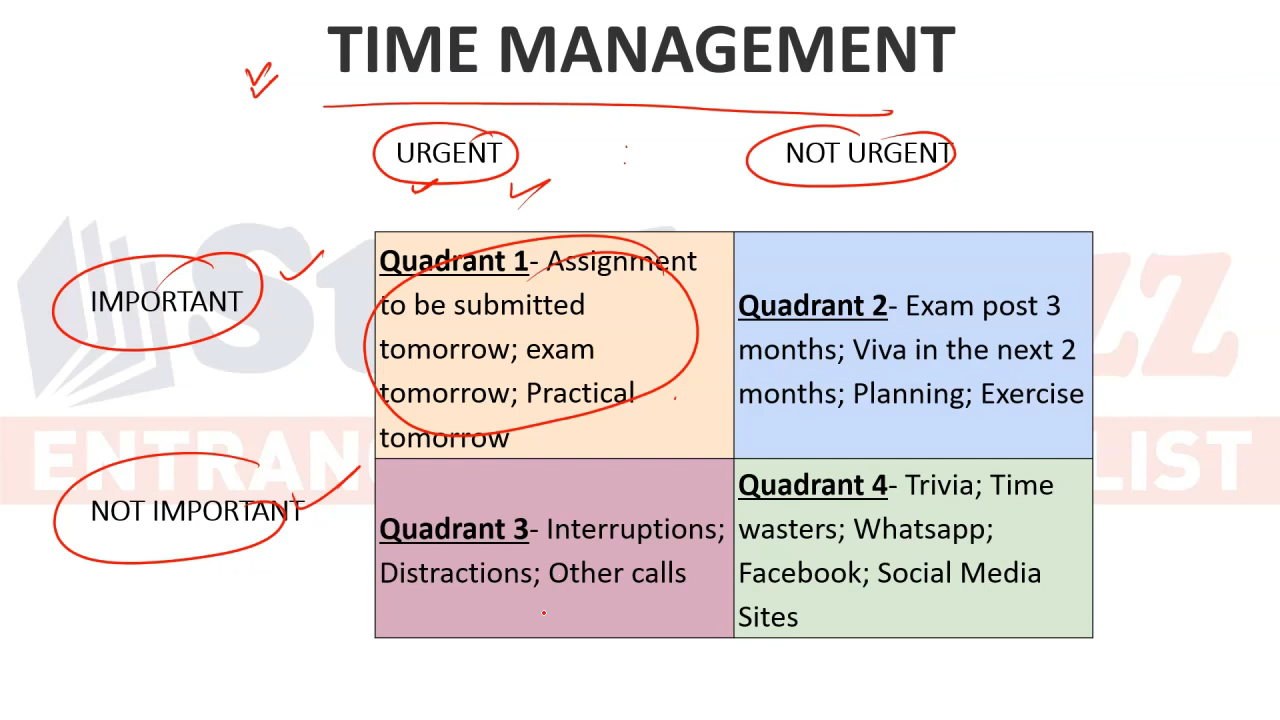 TIME MANAGEMENT
URGENT
NOT URGENT
IMPORTANT
Quadrant 1- Assignment
to be submitted
tomorrow; exam
tomorrow; Practical
tomorrow
Quadrant 2- Exam post 3
months; Viva in the next 2
months; Planning; Exercise
NOT IMPORTANT
Quadrant 3- Interruptions;
Distractions; Other calls
Quadrant 4- Trivia; Time
wasters; Whatsapp;
Facebook; Social Media
Sites